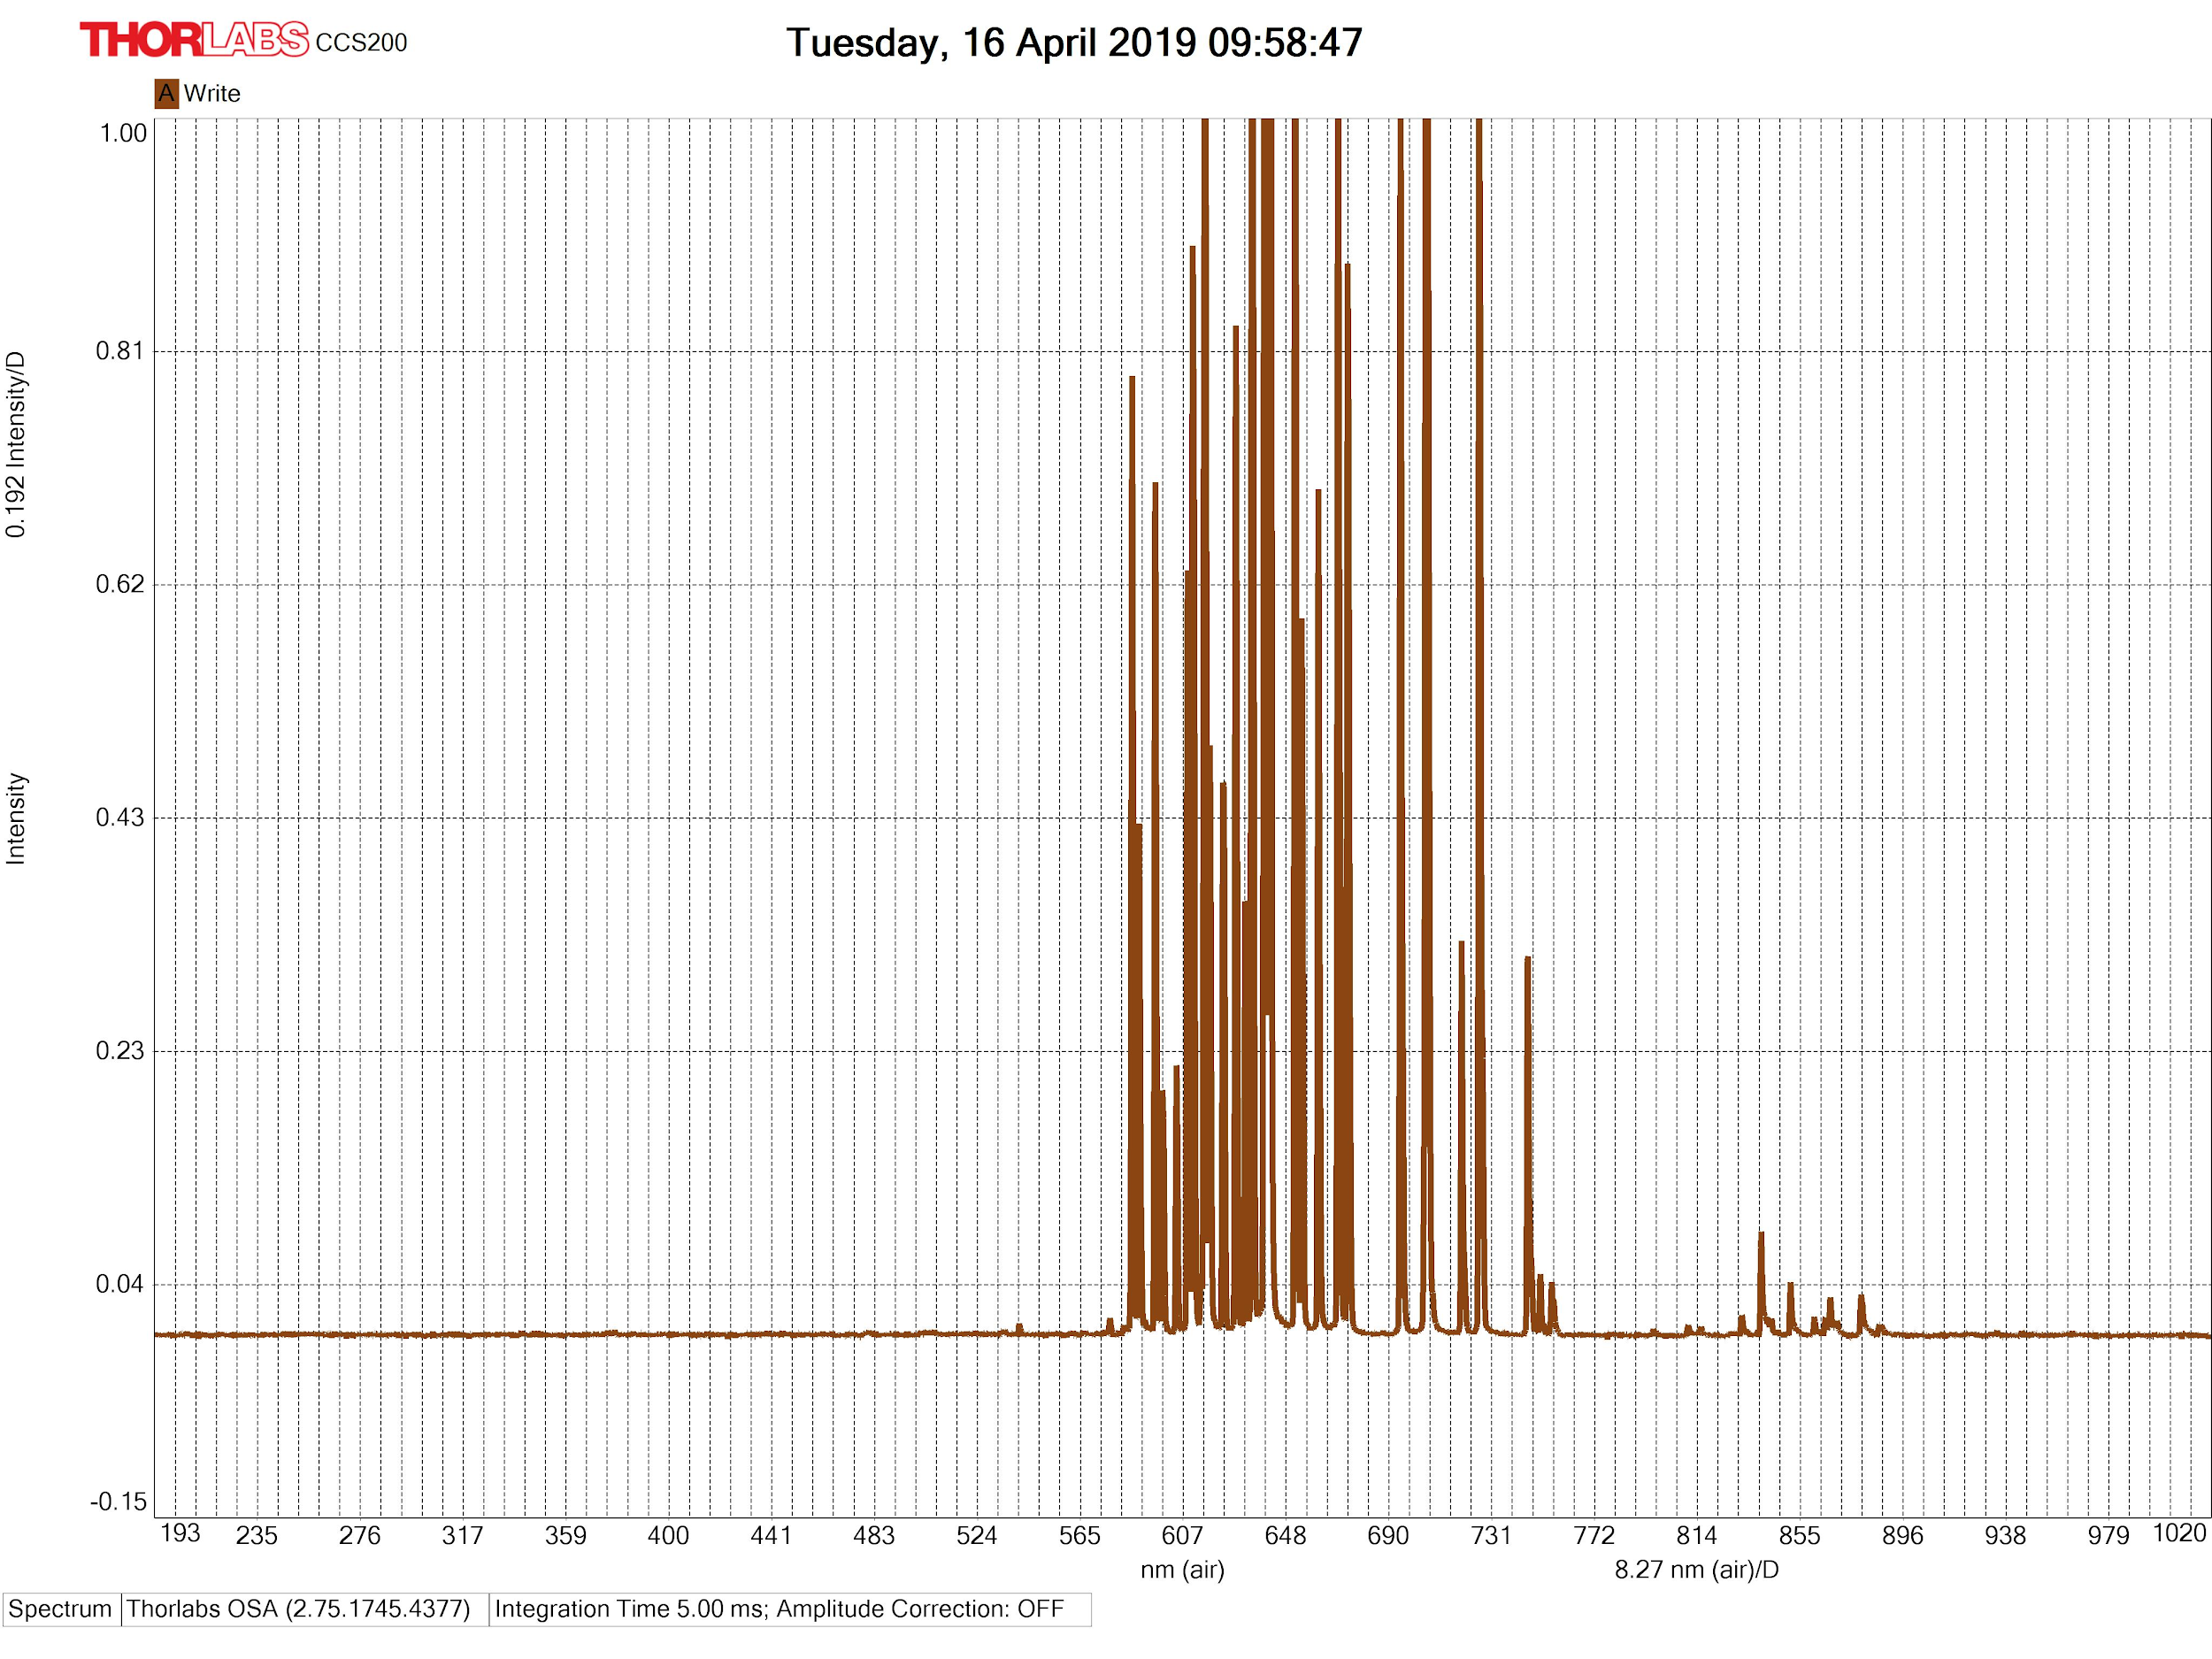 THORLABS CCS200
Tuesday, 16 April 2019 09:58:47
A Write
1.00
0.81
0.62
0.43
0.23
0.04
-0.15
0.192 Intensity/D
Intensity
193 235 276 317 359 400 441 483 524 565 607 648 690 731 772 814 855 896 938 979 1020
nm (air) 8.27 nm (air)/D
Spectrum Thorlabs OSA (2.75.1745.4377) Integration Time 5.00 ms; Amplitude Correction: OFF